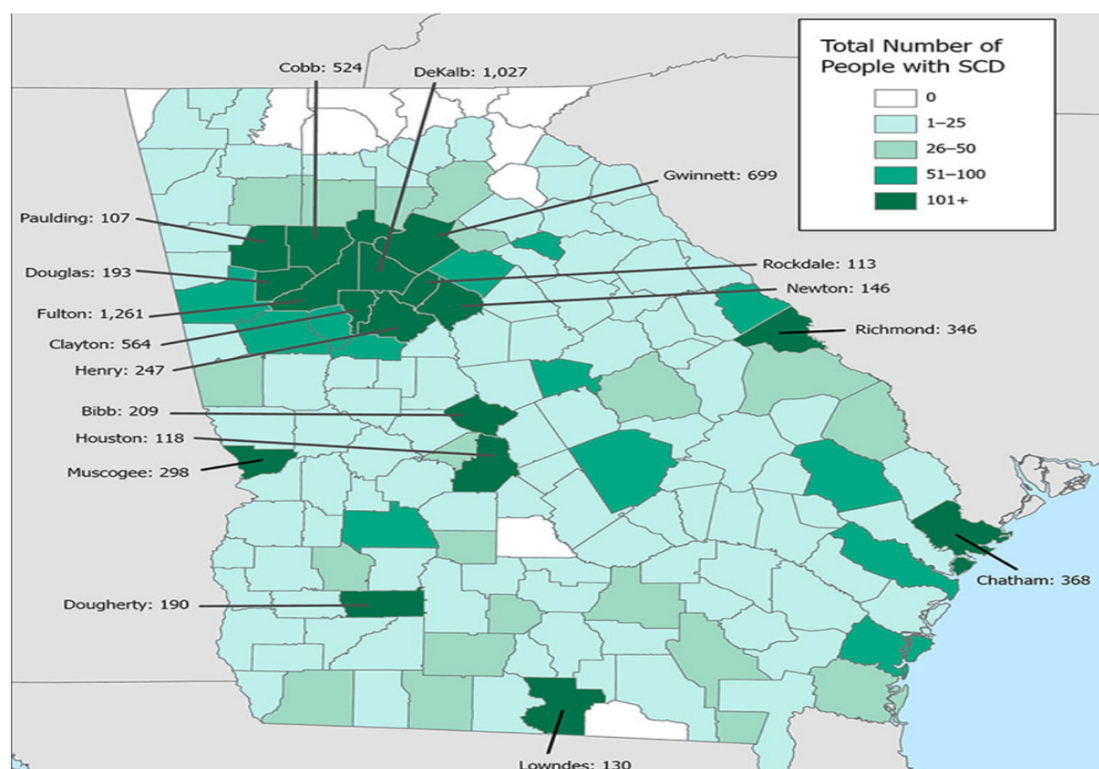 Total Number of
People with SCD
0
1–25
26–50
51–100
101+
Cobb: 524
DeKalb: 1,027
Gwinnett: 699
Paulding: 107
Douglas: 193
Rockdale: 113
Newton: 146
Fulton: 1,261
Richmond: 346
Clayton: 564
Henry: 247
Bibb: 209
Houston: 118
Muscogee: 298
Chatham: 368
Dougherty: 190
Lowndes: 130